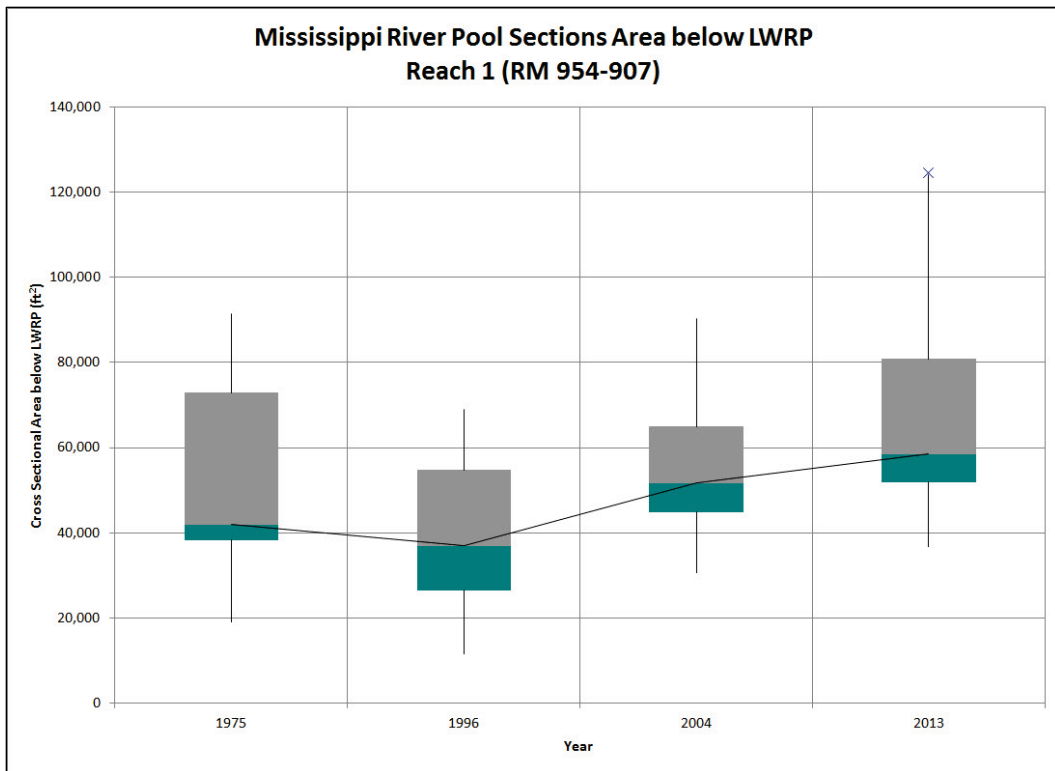 Mississippi River Pool Sections Area below LWRP
Reach 1 (RM 954-907)
140,000
120,000
100,000
80,000
60,000
40,000
20,000
0
Cross Sectional Area below LWRP (ft²)
1975 1996 2004 2013
Year